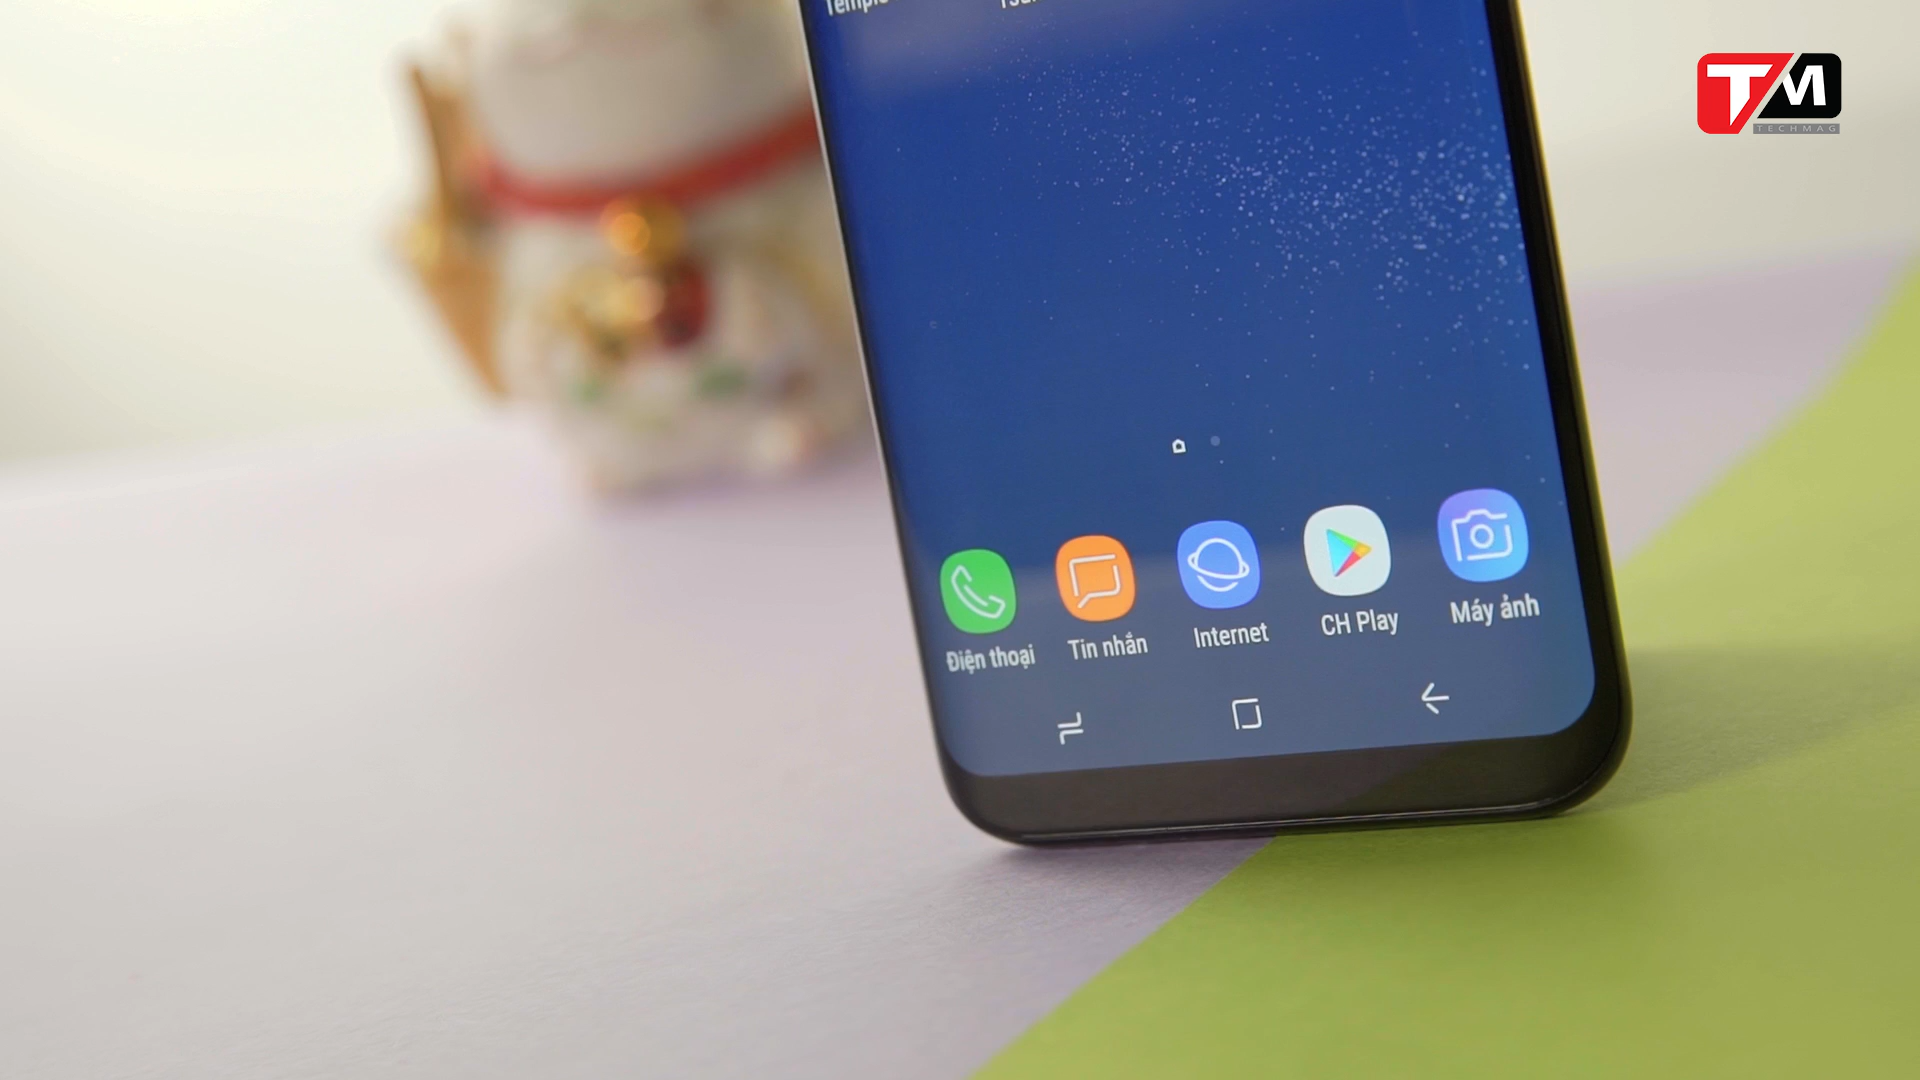 TM
TECHMAG
Điện thoại
Tin nhắn
Internet
CH Play
Máy ảnh